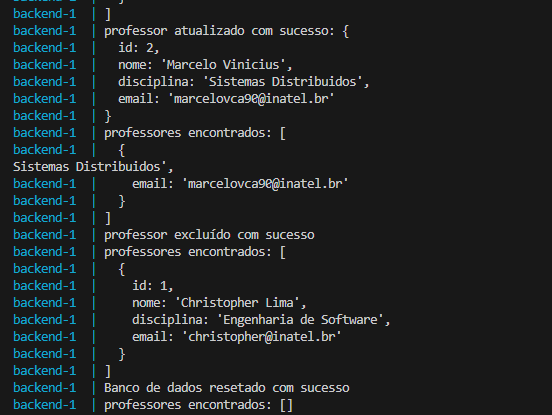 backend-1  |   }
backend-1  | ]
backend-1  | professor atualizado com sucesso: {
backend-1  |   id: 2,
backend-1  |   nome: 'Marcelo Vinicius',
backend-1  |   disciplina: 'Sistemas Distribuidos',
backend-1  |   email: 'marcelovca90@inatel.br'
backend-1  | }
backend-1  | professores encontrados: [
backend-1  |   {
Sistemas Distribuidos',
backend-1  |     email: 'marcelovca90@inatel.br'
backend-1  |   }
backend-1  | ]
backend-1  | professor excluído com sucesso
backend-1  | professores encontrados: [
backend-1  |   {
backend-1  |     id: 1,
backend-1  |     nome: 'Christopher Lima',
backend-1  |     disciplina: 'Engenharia de Software',
backend-1  |     email: 'christopher@inatel.br'
backend-1  |   }
backend-1  | ]
backend-1  | Banco de dados resetado com sucesso
backend-1  | professores encontrados: []